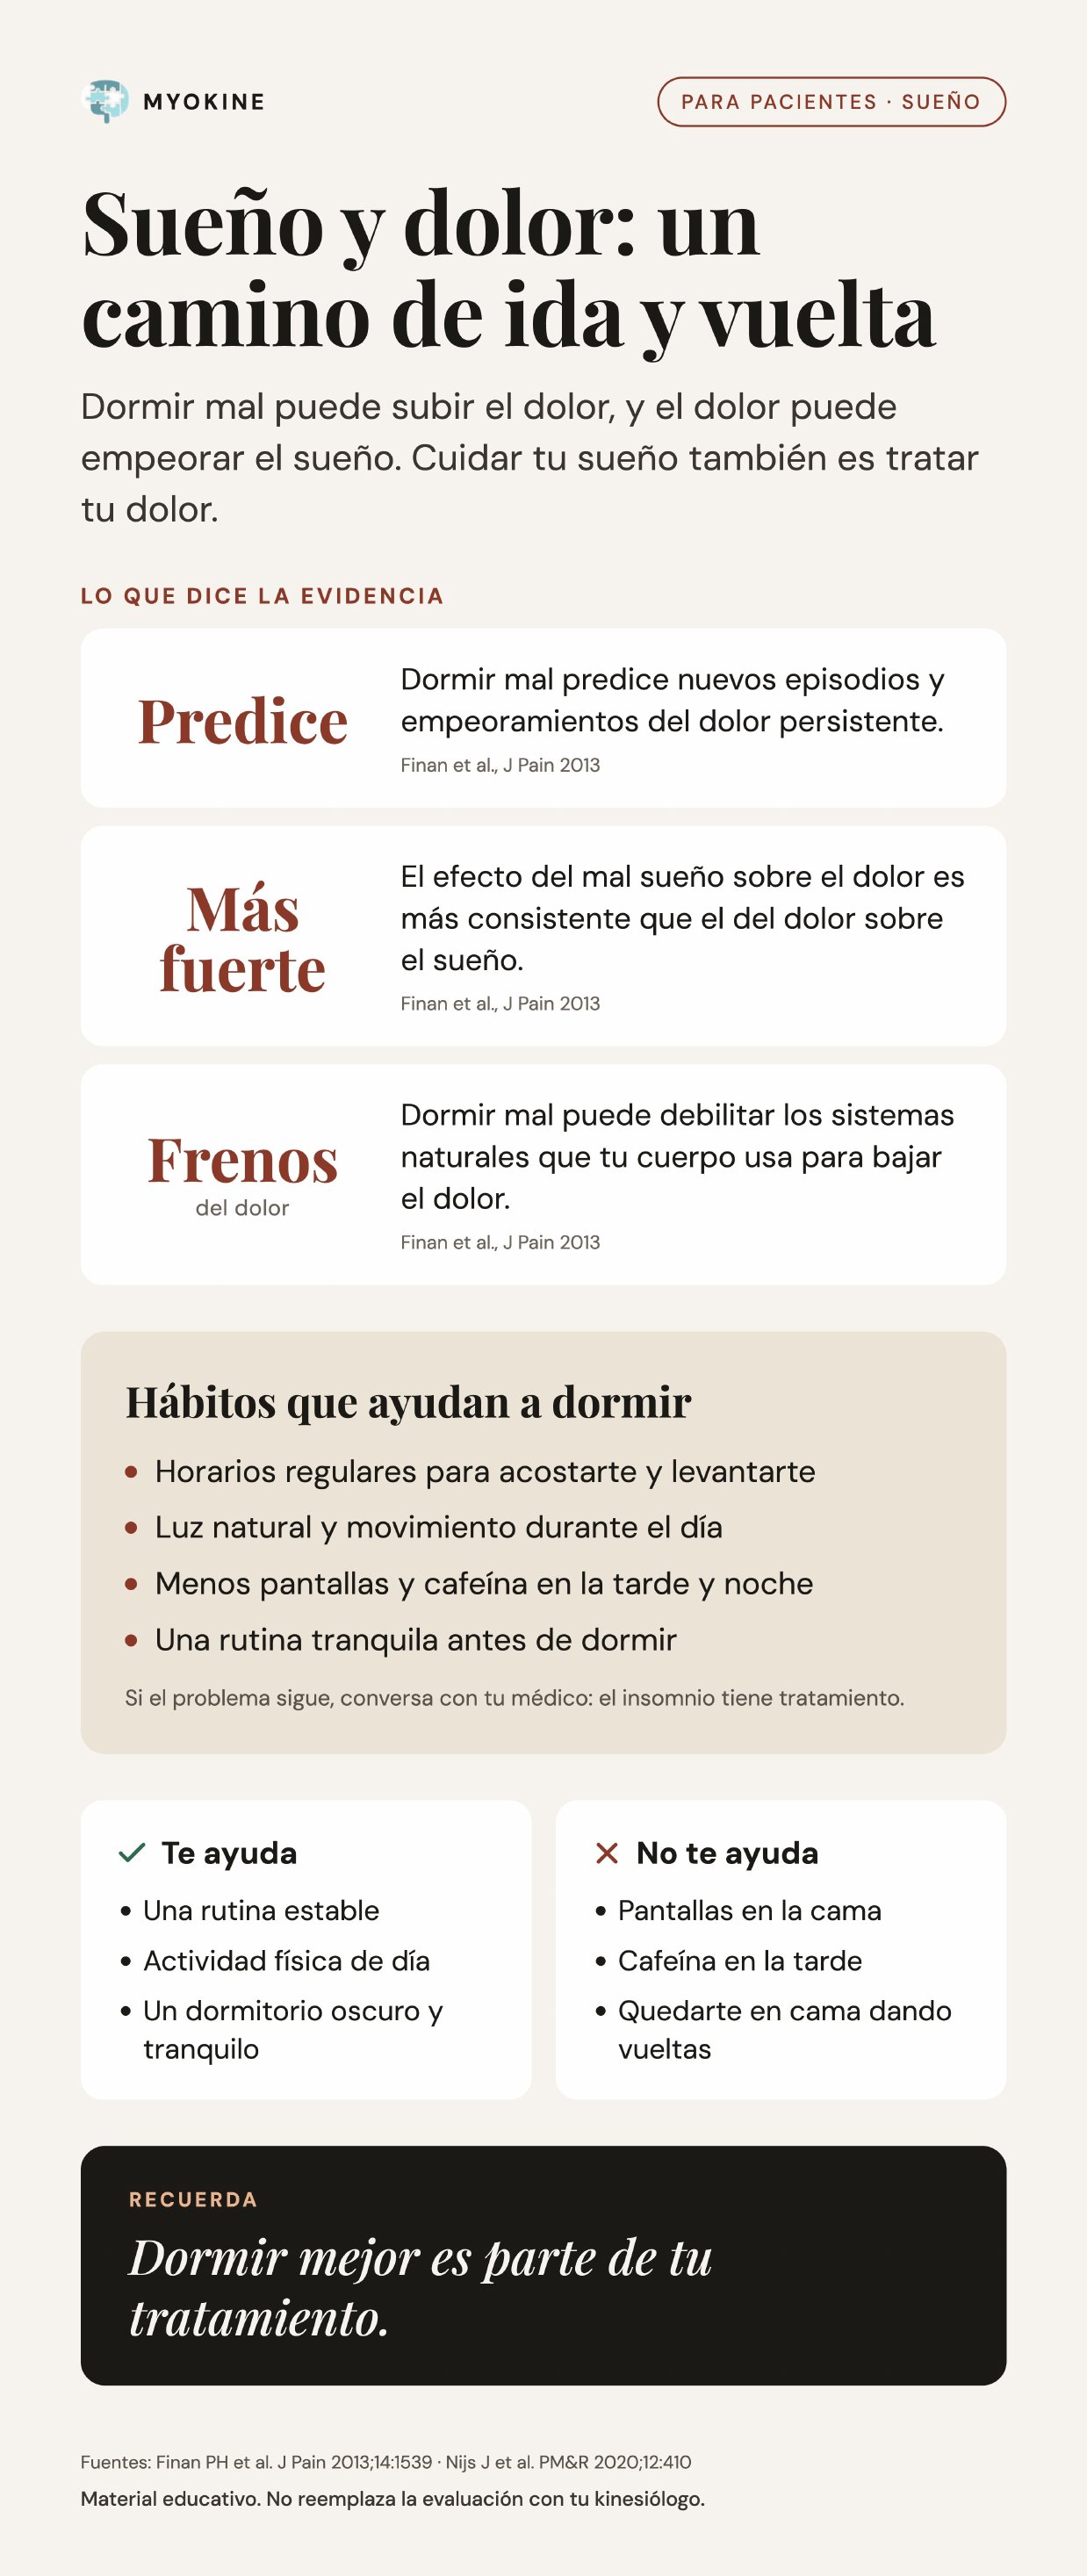 MYOKINE
PARA PACIENTES · SUEÑO
Sueño y dolor: un
camino de ida y vuelta
Dormir mal puede subir el dolor, y el dolor puede
empeorar el sueño. Cuidar tu sueño también es tratar
tu dolor.
LO QUE DICE LA EVIDENCIA
Predice
Dormir mal predice nuevos episodios y
empeoramientos del dolor persistente.
Finan et al., J Pain 2013
Más
fuerte
El efecto del mal sueño sobre el dolor es
más consistente que el del dolor sobre
el sueño.
Finan et al., J Pain 2013
Frenos
del dolor
Dormir mal puede debilitar los sistemas
naturales que tu cuerpo usa para bajar
el dolor.
Finan et al., J Pain 2013
Hábitos que ayudan a dormir
• Horarios regulares para acostarte y levantarte
• Luz natural y movimiento durante el día
• Menos pantallas y cafeína en la tarde y noche
• Una rutina tranquila antes de dormir
Si el problema sigue, conversa con tu médico: el insomnio tiene tratamiento.
✓ Te ayuda
• Una rutina estable
• Actividad física de día
• Un dormitorio oscuro y
tranquilo
✕ No te ayuda
• Pantallas en la cama
• Cafeína en la tarde
• Quedarte en cama dando
vueltas
RECUERDA
Dormir mejor es parte de tu
tratamiento.
Fuentes: Finan PH et al. J Pain 2013;14:1539 · Nijs J et al. PM&R 2020;12:410
Material educativo. No reemplaza la evaluación con tu kinesiólogo.